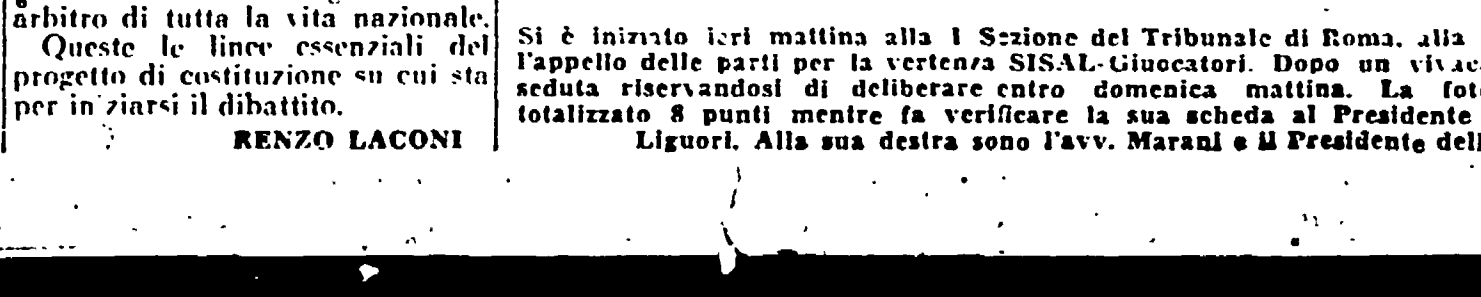 arbitro di tutta la vita nazionale.
Queste le linee essenziali del
progetto di costituzione su cui sta
per iniziarsi il dibattito.
RENZO LACONI
Si è iniziato ieri mattina alla I Sezione del Tribunale di Roma, alla
l'appello delle parti per la vertenza SISAL-Giuocatori. Dopo un vivac
seduta riservandosi di deliberare entro domenica mattina. La fot
totalizzato 8 punti mentre fa verificare la sua scheda al Presidente
Liguori. Alla sua destra sono l'avv. Marani e il Presidente dell